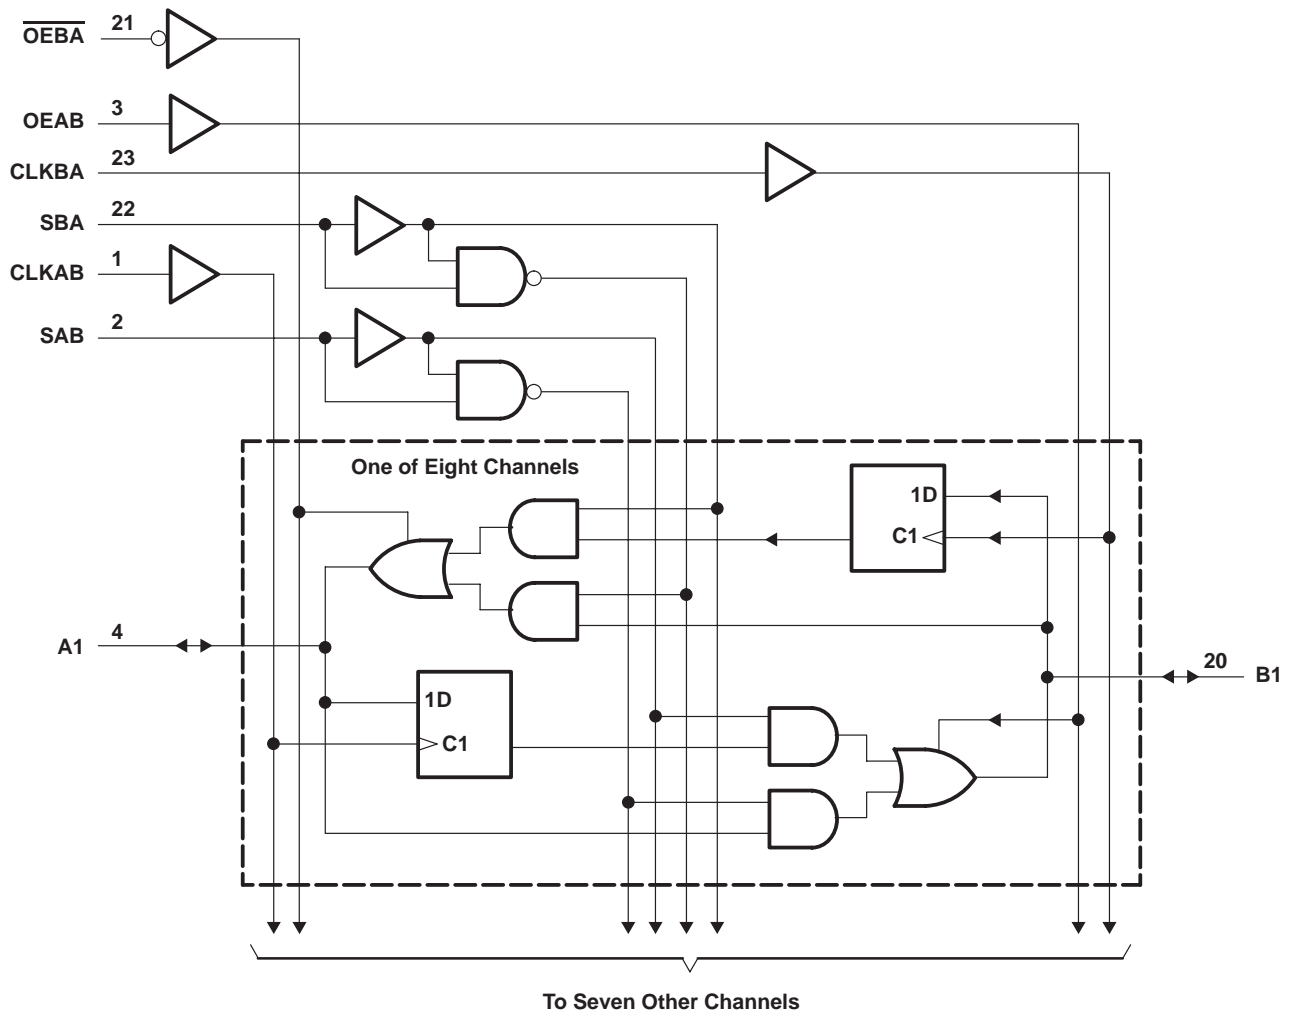 OEBA 21
OEAB 3
CLKBA 23
SBA 22
CLKAB 1
SAB 2
One of Eight Channels
1D
C1
A1 4
20 B1
1D
C1
To Seven Other Channels